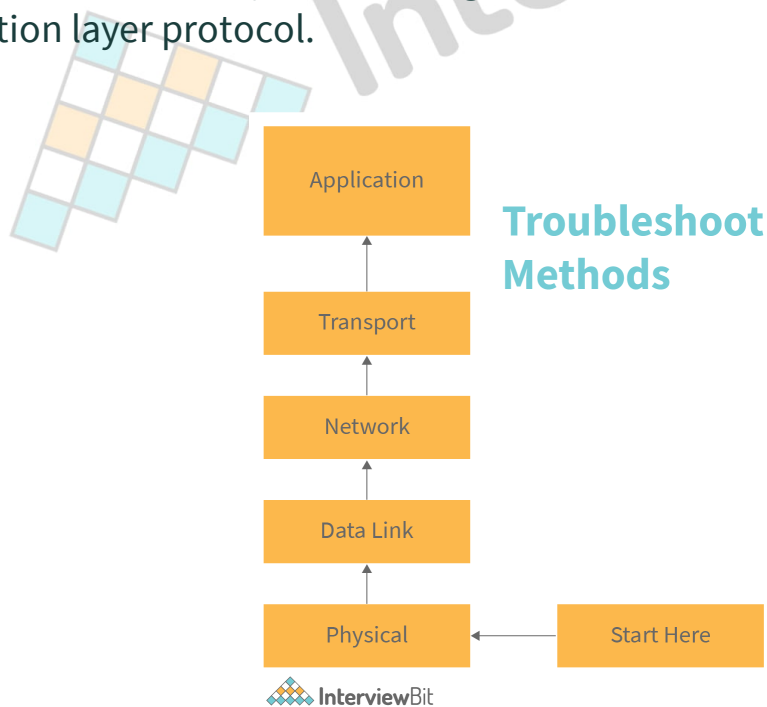 tion layer protocol.
Application
Troubleshoot
Methods
Transport
Network
Data Link
Physical
Start Here
InterviewBit